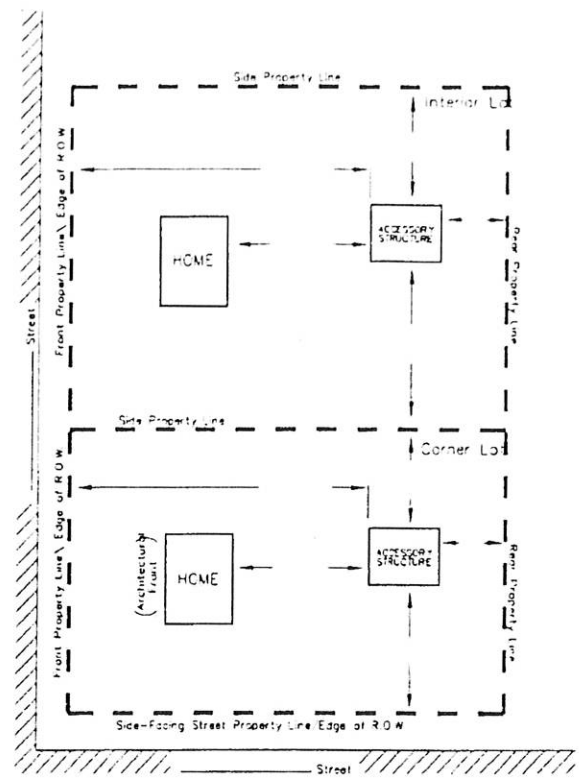 Side Property Line
Interior Lot
Front Property Line\ Edge of R.O.W
ACCESSORY
STRUCTURE
HOME
Rear Property Line
Street
Side Property Line
Corner Lot
Front Property Line\ Edge of R.O.W
ACCESSORY
STRUCTURE
(Architectural
Front)
HOME
Rear Property Line
Side-Facing Street Property Line/Edge of R.O.W
Street